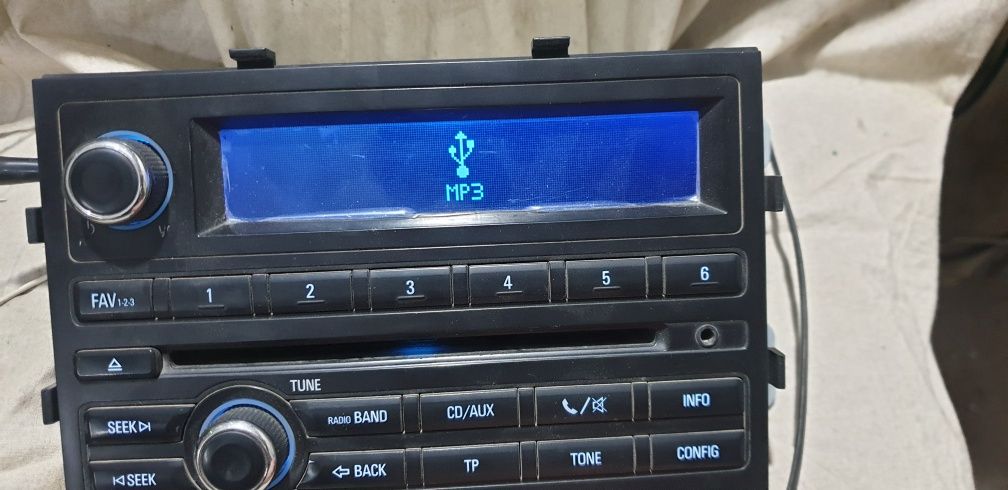 MP3
FAV 1-2-3 1 2 3 4 5 6
TUNE
SEEK RADIO BAND CD/AUX / INFO
SEEK BACK TP TONE CONFIG